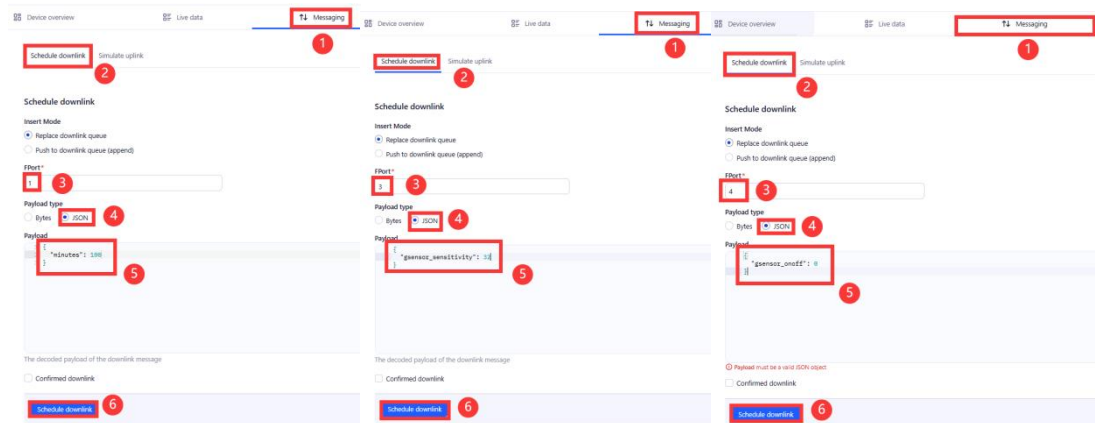 Device overview
Live data
Messaging
1
Schedule downlink
Simulate uplink
2
Schedule downlink
Insert Mode
Replace downlink queue
Push to downlink queue (append)
FPort*
1
3
Payload type
Bytes
JSON
4
Payload
{
"minutes": 100
}
5
The decoded payload of the downlink message
Confirmed downlink
Schedule downlink
6
Device overview
Live data
Messaging
1
Schedule downlink
Simulate uplink
2
Schedule downlink
Insert Mode
Replace downlink queue
Push to downlink queue (append)
FPort*
3
3
Payload type
Bytes
JSON
4
Payload
{
"gsensor_sensitivity": 32
}
5
The decoded payload of the downlink message
Confirmed downlink
Schedule downlink
6
Device overview
Live data
Messaging
1
Schedule downlink
Simulate uplink
2
Schedule downlink
Insert Mode
Replace downlink queue
Push to downlink queue (append)
FPort*
4
3
Payload type
Bytes
JSON
4
Payload
{
"gsensor_onoff": 0
}
5
Payload must be a valid JSON object
Confirmed downlink
Schedule downlink
6